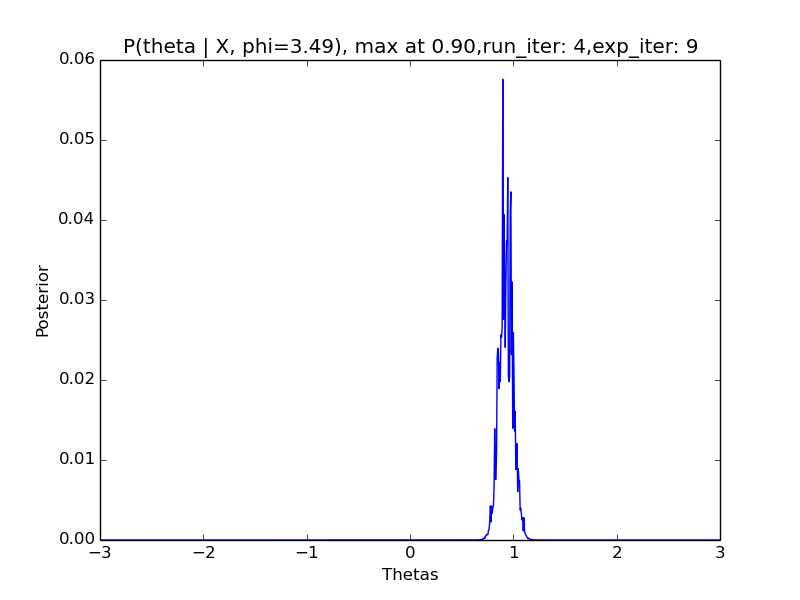 P(theta | X, phi=3.49), max at 0.90,run_iter: 4,exp_iter: 9
0.06
0.05
0.04
0.03
0.02
0.01
0.00
Posterior
−3 −2 −1 0 1 2 3
Thetas